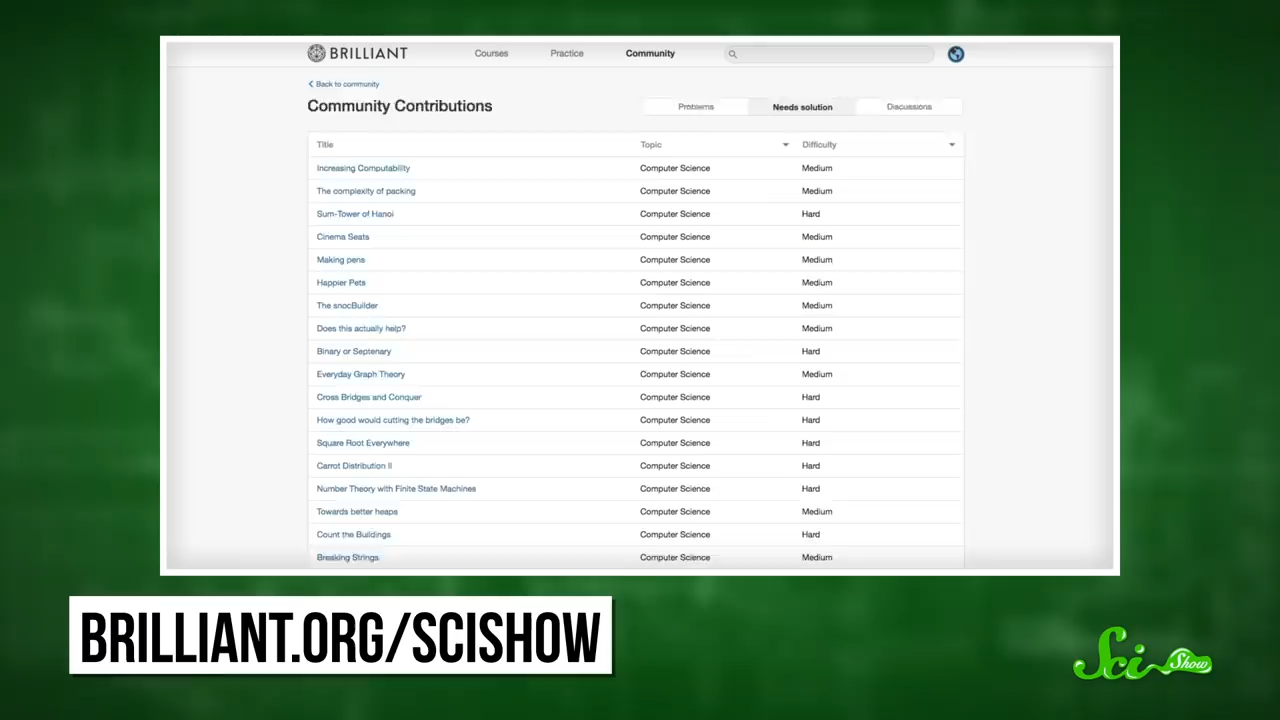 BRILLIANT Courses Practice Community
Back to community
Community Contributions Problems Needs solution Discussions
Title Topic Difficulty
Increasing Computability Computer Science Medium
The complexity of packing Computer Science Medium
Sum-Tower of Hanoi Computer Science Hard
Cinema Seats Computer Science Medium
Making pens Computer Science Medium
Happier Pets Computer Science Medium
The snocBuilder Computer Science Medium
Does this actually help? Computer Science Medium
Binary or Septenary Computer Science Hard
Everyday Graph Theory Computer Science Medium
Cross Bridges and Conquer Computer Science Hard
How good would cutting the bridges be? Computer Science Hard
Square Root Everywhere Computer Science Hard
Carrot Distribution II Computer Science Hard
Number Theory with Finite State Machines Computer Science Hard
Towards better heaps Computer Science Medium
Count the Buildings Computer Science Hard
Breaking Strings Computer Science Medium
BRILLIANT.ORG/SCISHOW
Sci Show